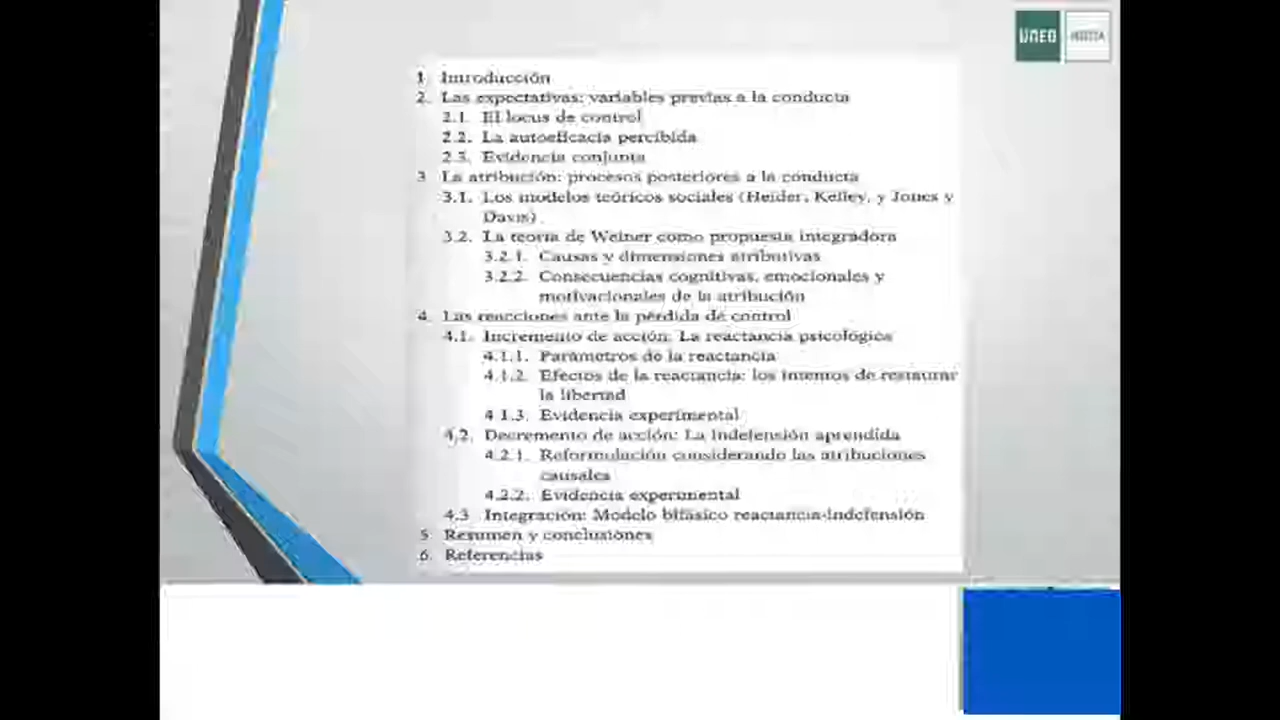 UNED
1. Introducción
2. Las expectativas: variables previas a la conducta
2.1. El locus de control
2.2. La autoeficacia percibida
2.3. Evidencia conjunta
3. La atribución: procesos posteriores a la conducta
3.1. Los modelos teóricos sociales (Heider, Kelley, y Jones y
Davis)
3.2. La teoría de Weiner como propuesta integradora
3.2.1. Causas y dimensiones atributivas
3.2.2. Consecuencias cognitivas, emocionales y
motivacionales de la atribución
4. Las reacciones ante la pérdida de control
4.1. Incremento de acción: La reactancia psicológica
4.1.1. Parámetros de la reactancia
4.1.2. Efectos de la reactancia: los intentos de restaurar
la libertad
4.1.3. Evidencia experimental
4.2. Decremento de acción: La indefensión aprendida
4.2.1. Reformulación considerando las atribuciones
causales
4.2.2. Evidencia experimental
4.3. Integración: Modelo bifásico reactancia-indefensión
5. Resumen y conclusiones
6. Referencias